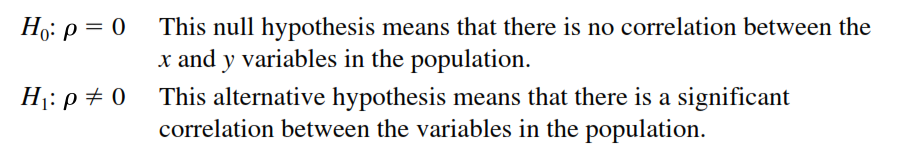 H₀: ρ = 0 This null hypothesis means that there is no correlation between the
x and y variables in the population.
H₁: ρ ≠ 0 This alternative hypothesis means that there is a significant
correlation between the variables in the population.